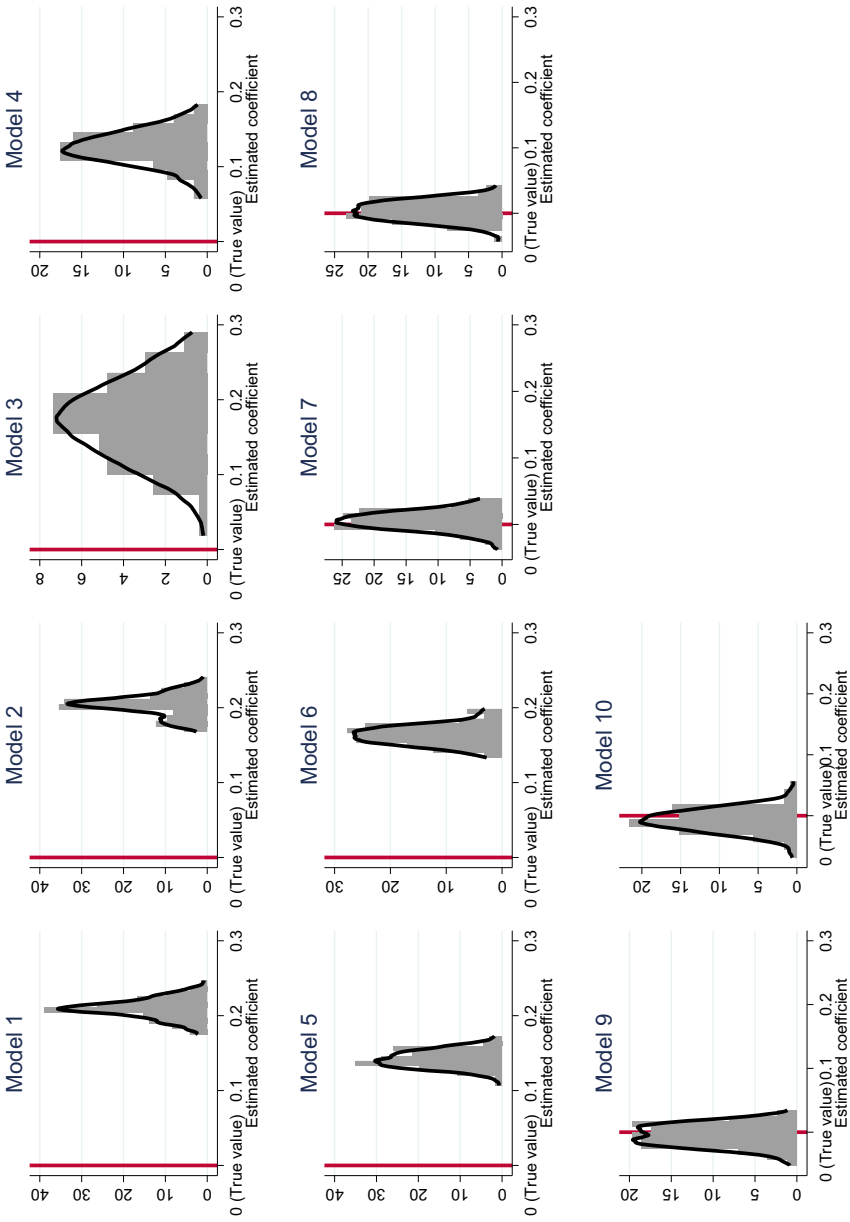 Model 1
40
30
20
10
0
0 (True value)
0.1
0.2
0.3
Estimated coefficient
Model 2
40
30
20
10
0
0 (True value)
0.1
0.2
0.3
Estimated coefficient
Model 3
8
6
4
2
0
0 (True value)
0.1
0.2
0.3
Estimated coefficient
Model 4
20
15
10
5
0
0 (True value)
0.1
0.2
0.3
Estimated coefficient
Model 5
40
30
20
10
0
0 (True value)
0.1
0.2
0.3
Estimated coefficient
Model 6
30
20
10
0
0 (True value)
0.1
0.2
0.3
Estimated coefficient
Model 7
25
20
15
10
5
0
0 (True value)
0.1
0.2
0.3
Estimated coefficient
Model 8
25
20
15
10
5
0
0 (True value)
0.1
0.2
0.3
Estimated coefficient
Model 9
20
15
10
5
0
0 (True value)
0.1
0.2
0.3
Estimated coefficient
Model 10
20
15
10
5
0
0 (True value)
0.1
0.2
0.3
Estimated coefficient